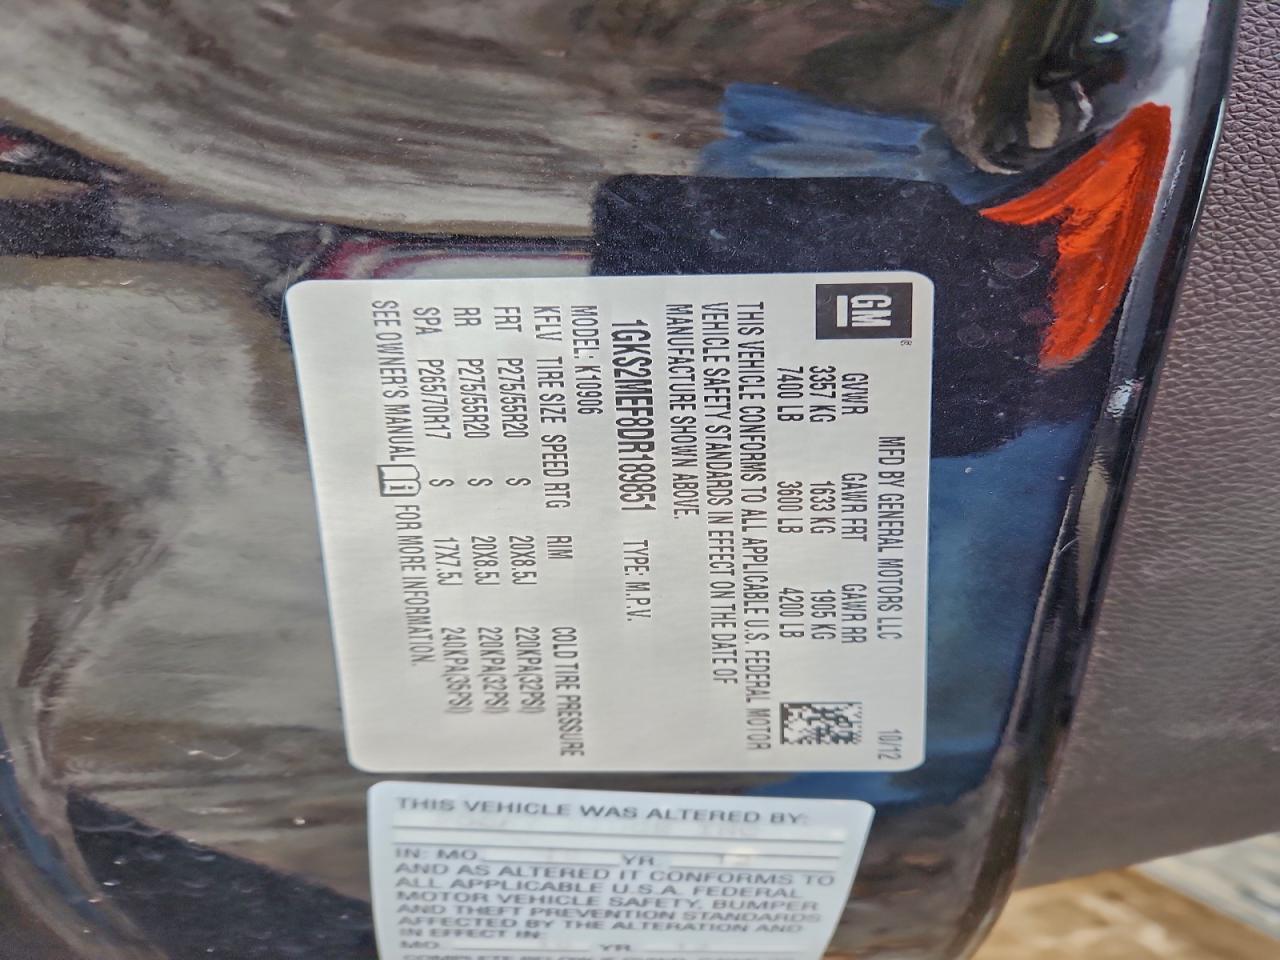 GM®
MFD BY GENERAL MOTORS LLC 10/12
GVWR GAWR FRT GAWR RR
3357 KG 1633 KG 1905 KG
7400 LB 3600 LB 4200 LB
THIS VEHICLE CONFORMS TO ALL APPLICABLE U.S. FEDERAL MOTOR
VEHICLE SAFETY STANDARDS IN EFFECT ON THE DATE OF
MANUFACTURE SHOWN ABOVE.
1GKS2MEF8DR189851 TYPE: M.P.V.
MODEL: K10906
KELV TIRE SIZE SPEED RTG RIM COLD TIRE PRESSURE
FRT P275/55R20 S 20X8.5J 220KPA(32PSI)
RR P275/55R20 S 20X8.5J 220KPA(32PSI)
SPA P265/70R17 S 17X7.5J 240KPA(35PSI)
SEE OWNER'S MANUAL FOR MORE INFORMATION.
THIS VEHICLE WAS ALTERED BY:
IN: MO. YR.
AND AS ALTERED IT CONFORMS TO
ALL APPLICABLE U.S.A. FEDERAL
MOTOR VEHICLE SAFETY, BUMPER
AND THEFT PREVENTION STANDARDS
AFFECTED BY THE ALTERATION AND
IN EFFECT IN:
MO. YR.